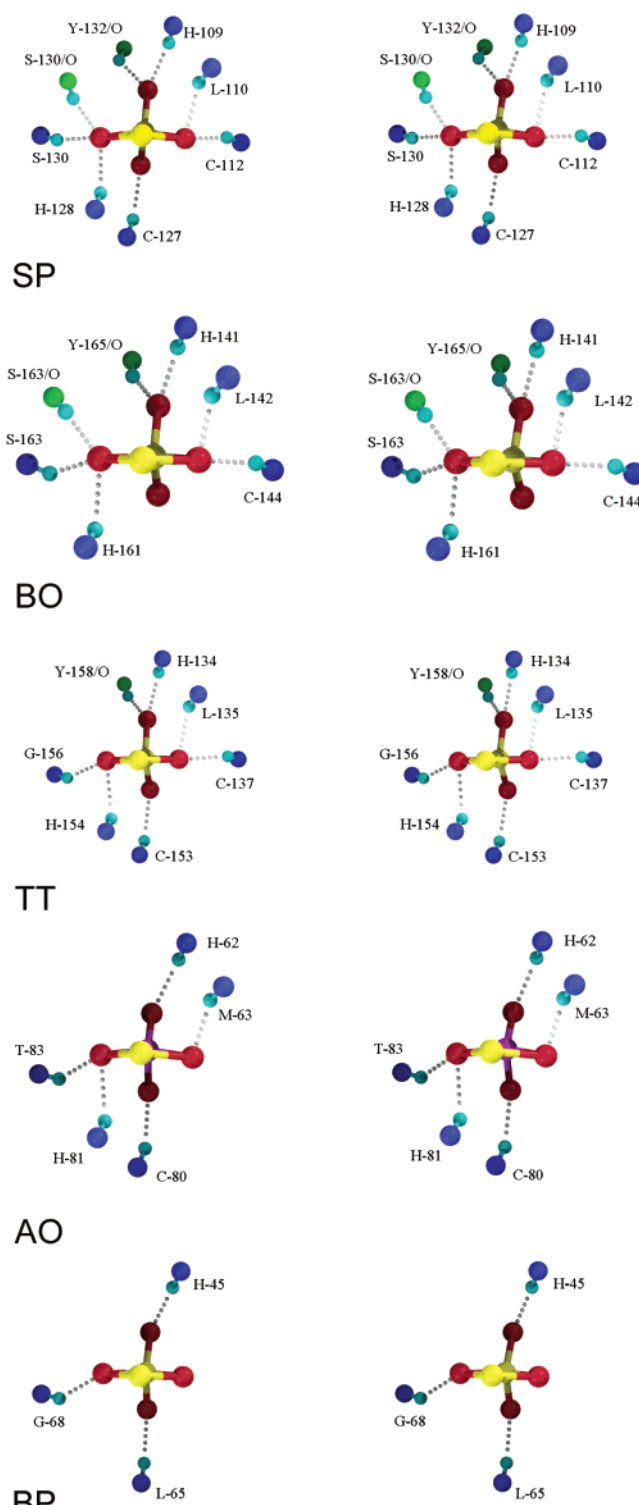 Y-132/O H-109 Y-132/O H-109
S-130/O L-110 S-130/O L-110
S-130 C-112 S-130 C-112
H-128 H-128
C-127 C-127
SP
H-141 H-141
Y-165/O Y-165/O
S-163/O L-142 S-163/O L-142
S-163 S-163
C-144 C-144
H-161 H-161
BO
H-134 H-134
Y-158/O Y-158/O
L-135 L-135
G-156 G-156
C-137 C-137
H-154 H-154
C-153 C-153
TT
H-62 H-62
M-63 M-63
T-83 T-83
H-81 H-81
C-80 C-80
AO
H-45 H-45
G-68 G-68
L-65 L-65